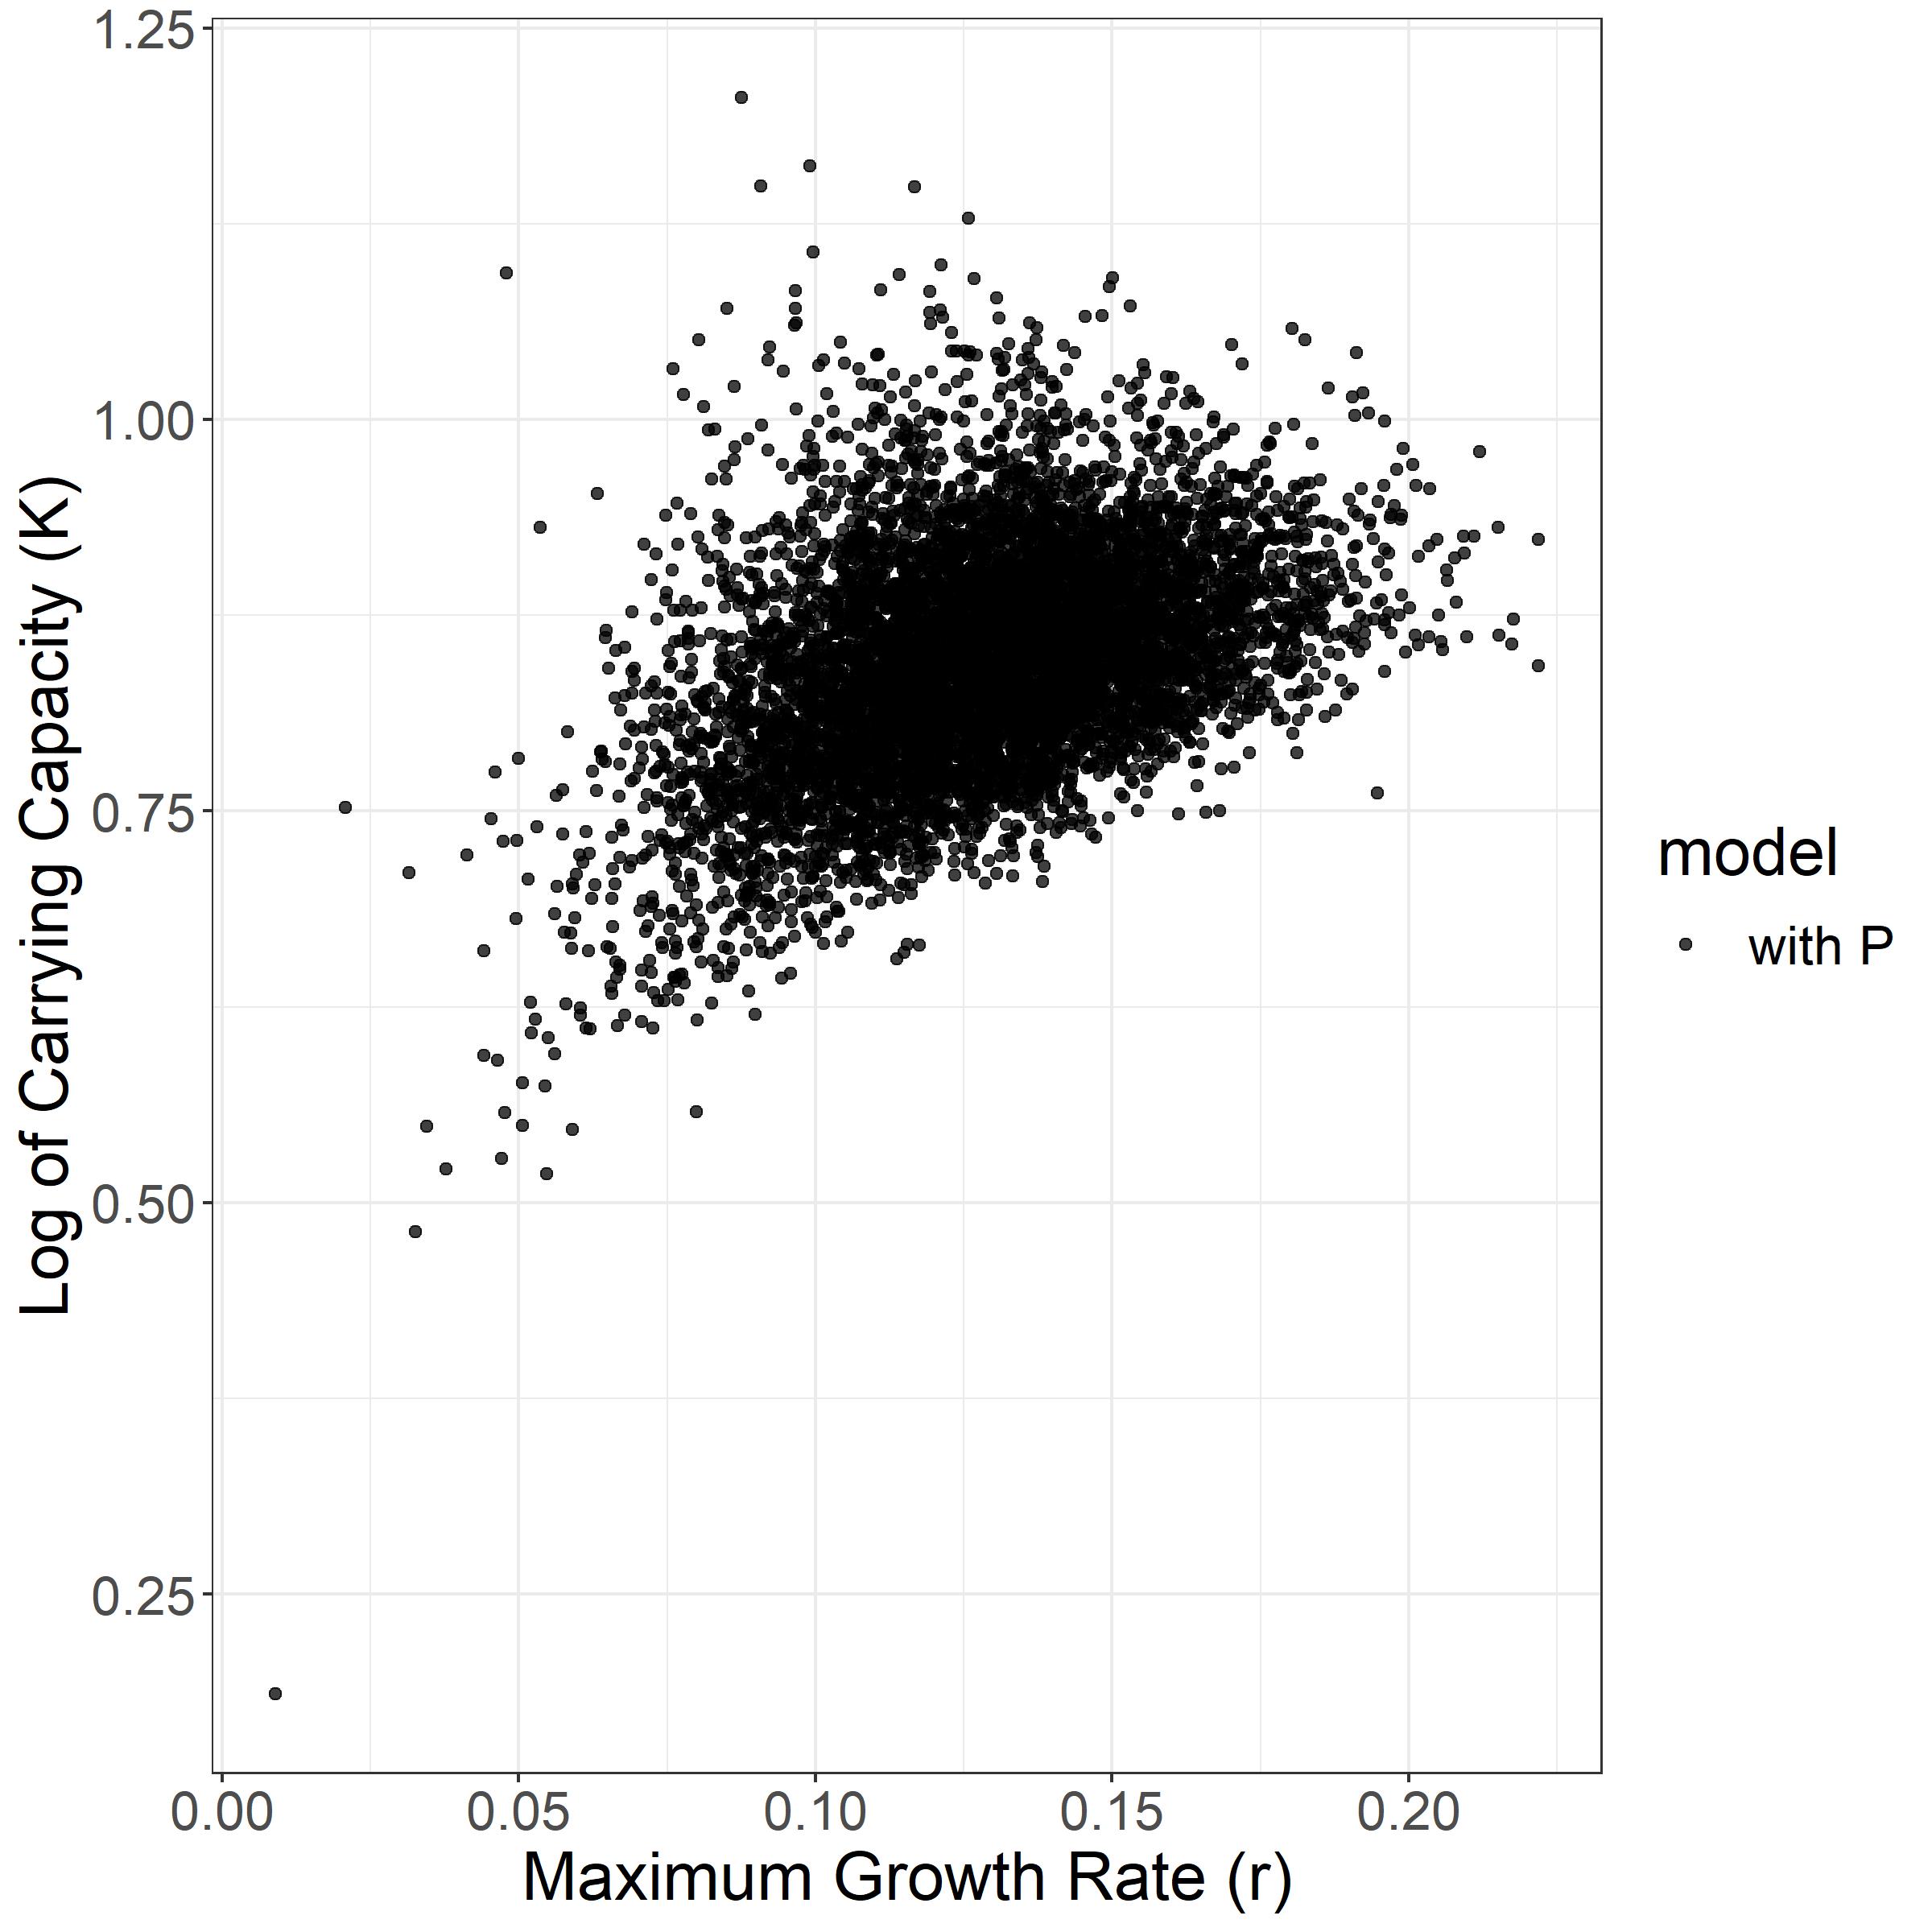 Log of Carrying Capacity (K)
1.25
1.00
0.75
0.50
0.25
0.00 0.05 0.10 0.15 0.20
Maximum Growth Rate (r)
model
with P